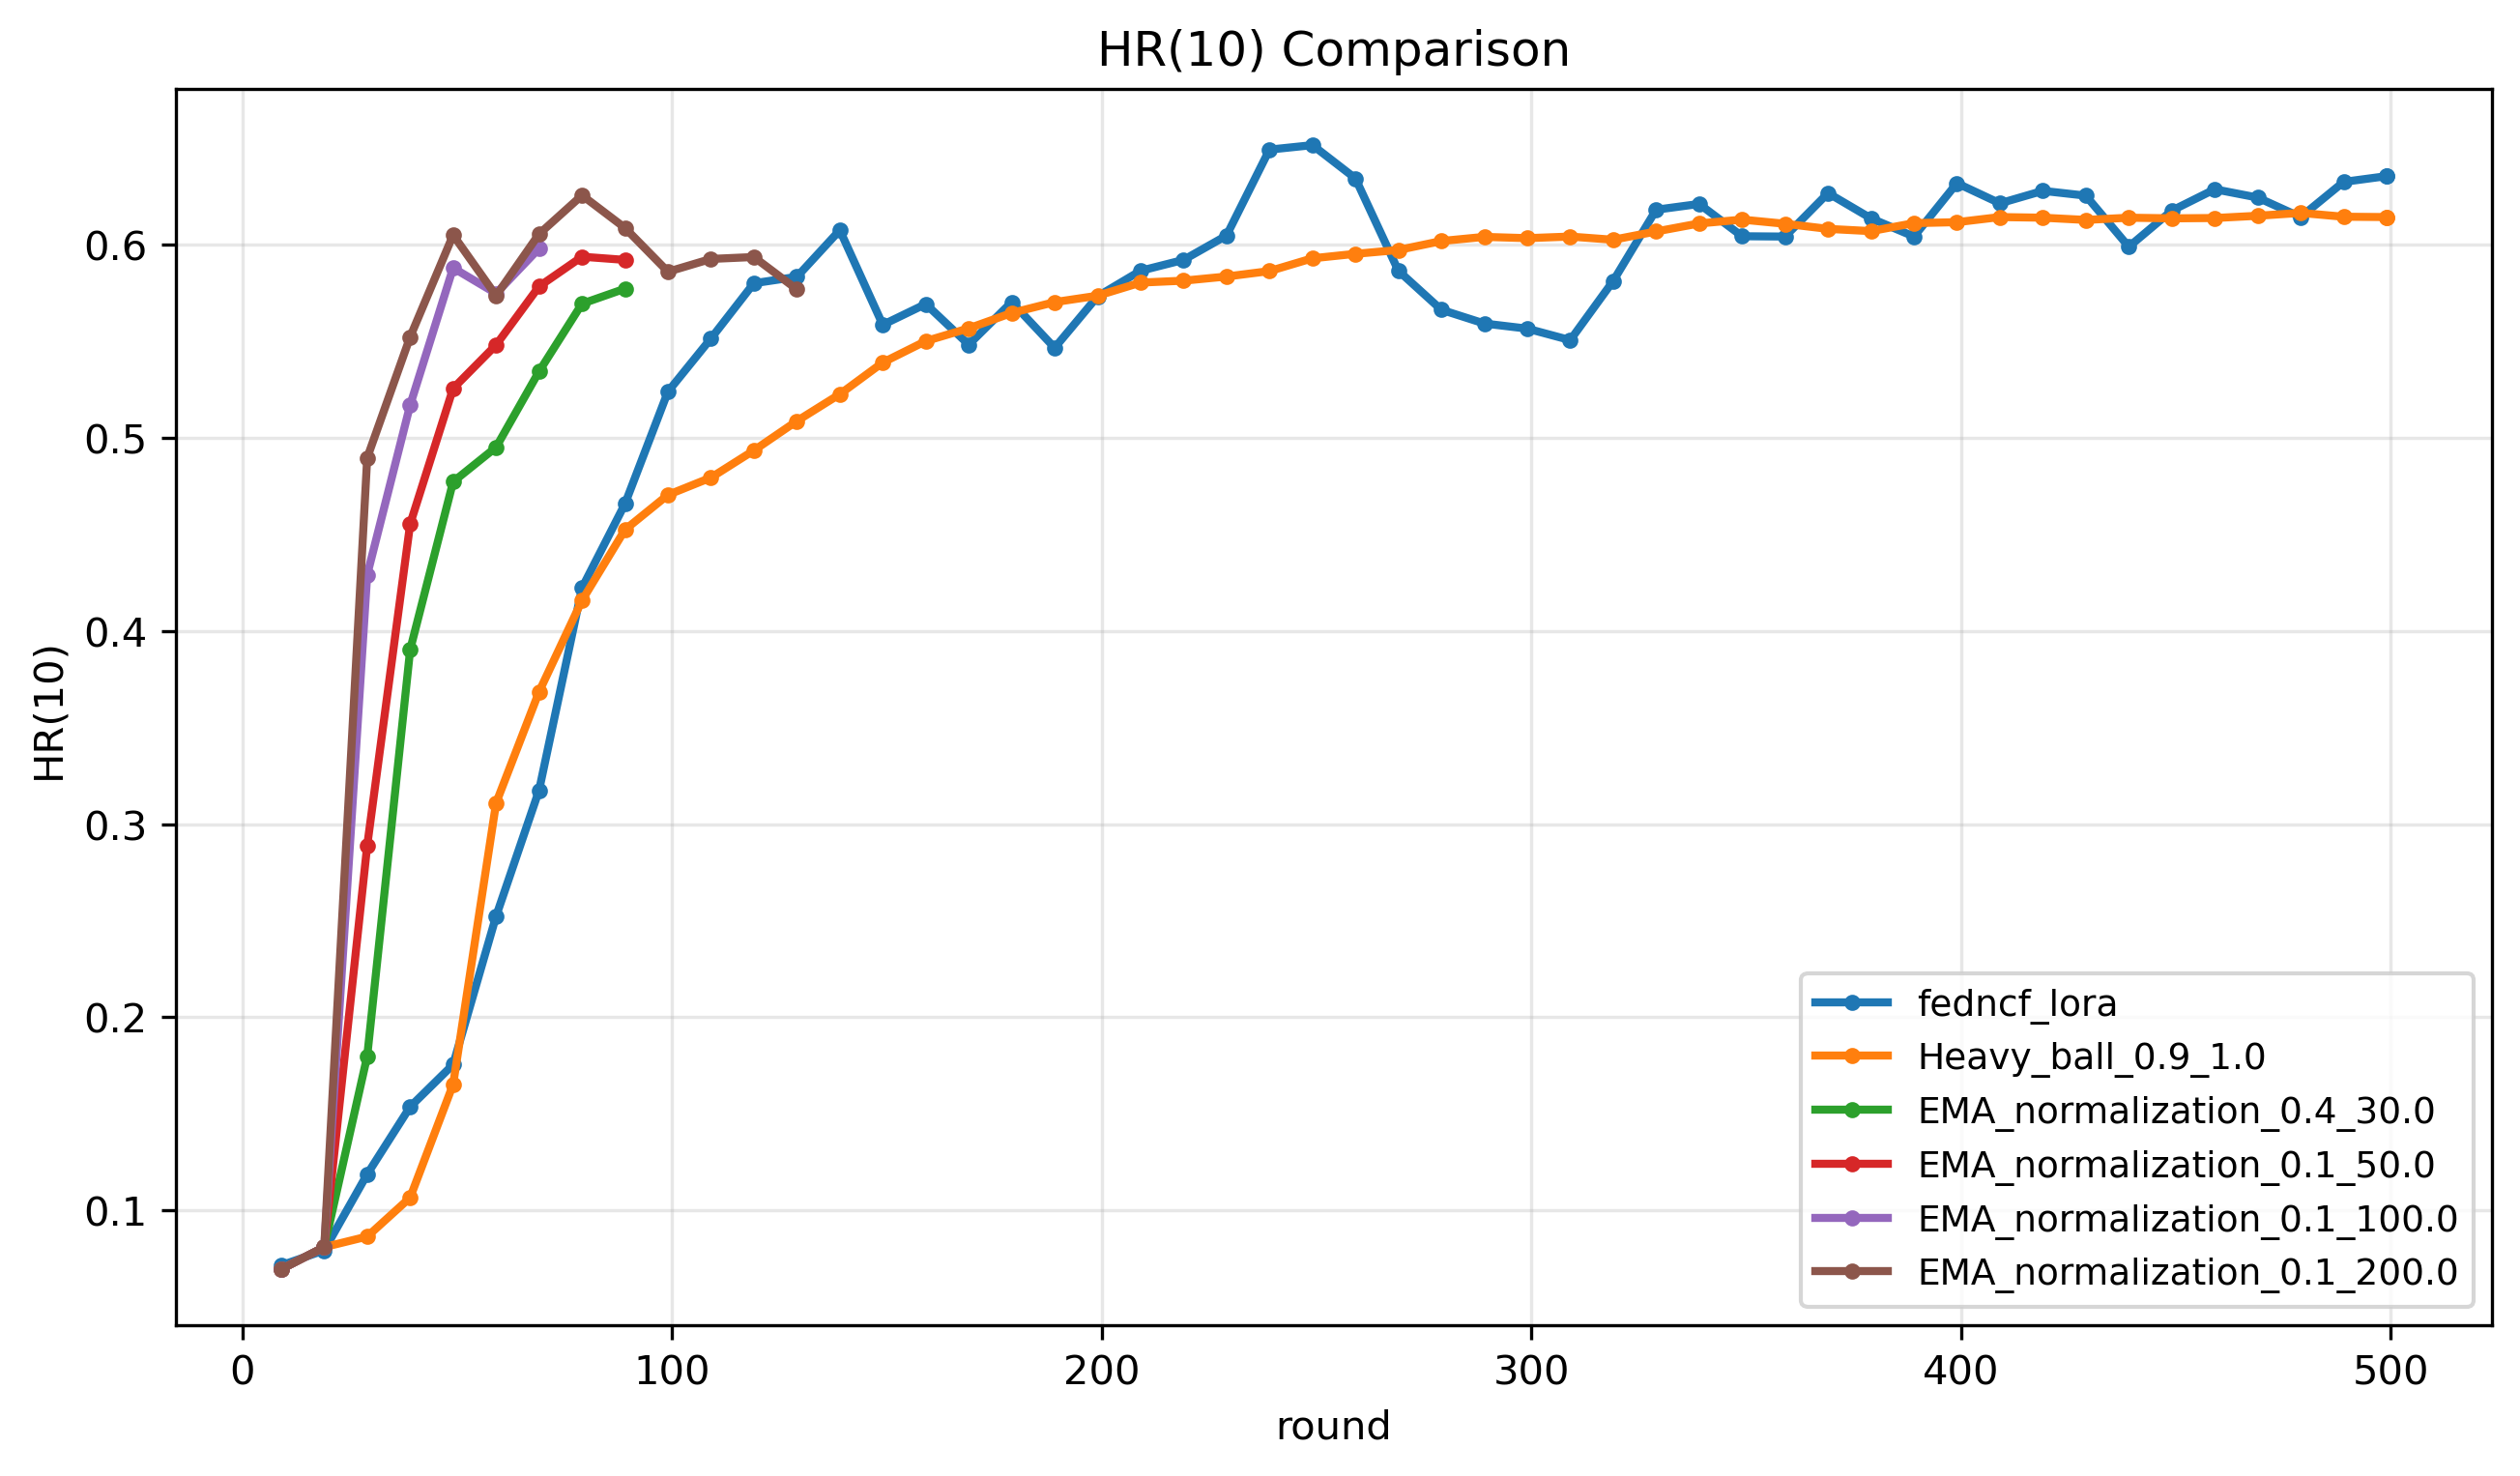 HR(10) Comparison
HR(10)
0.6
0.5
0.4
0.3
0.2
0.1
0 100 200 300 400 500
round
fedncf_lora
Heavy_ball_0.9_1.0
EMA_normalization_0.4_30.0
EMA_normalization_0.1_50.0
EMA_normalization_0.1_100.0
EMA_normalization_0.1_200.0